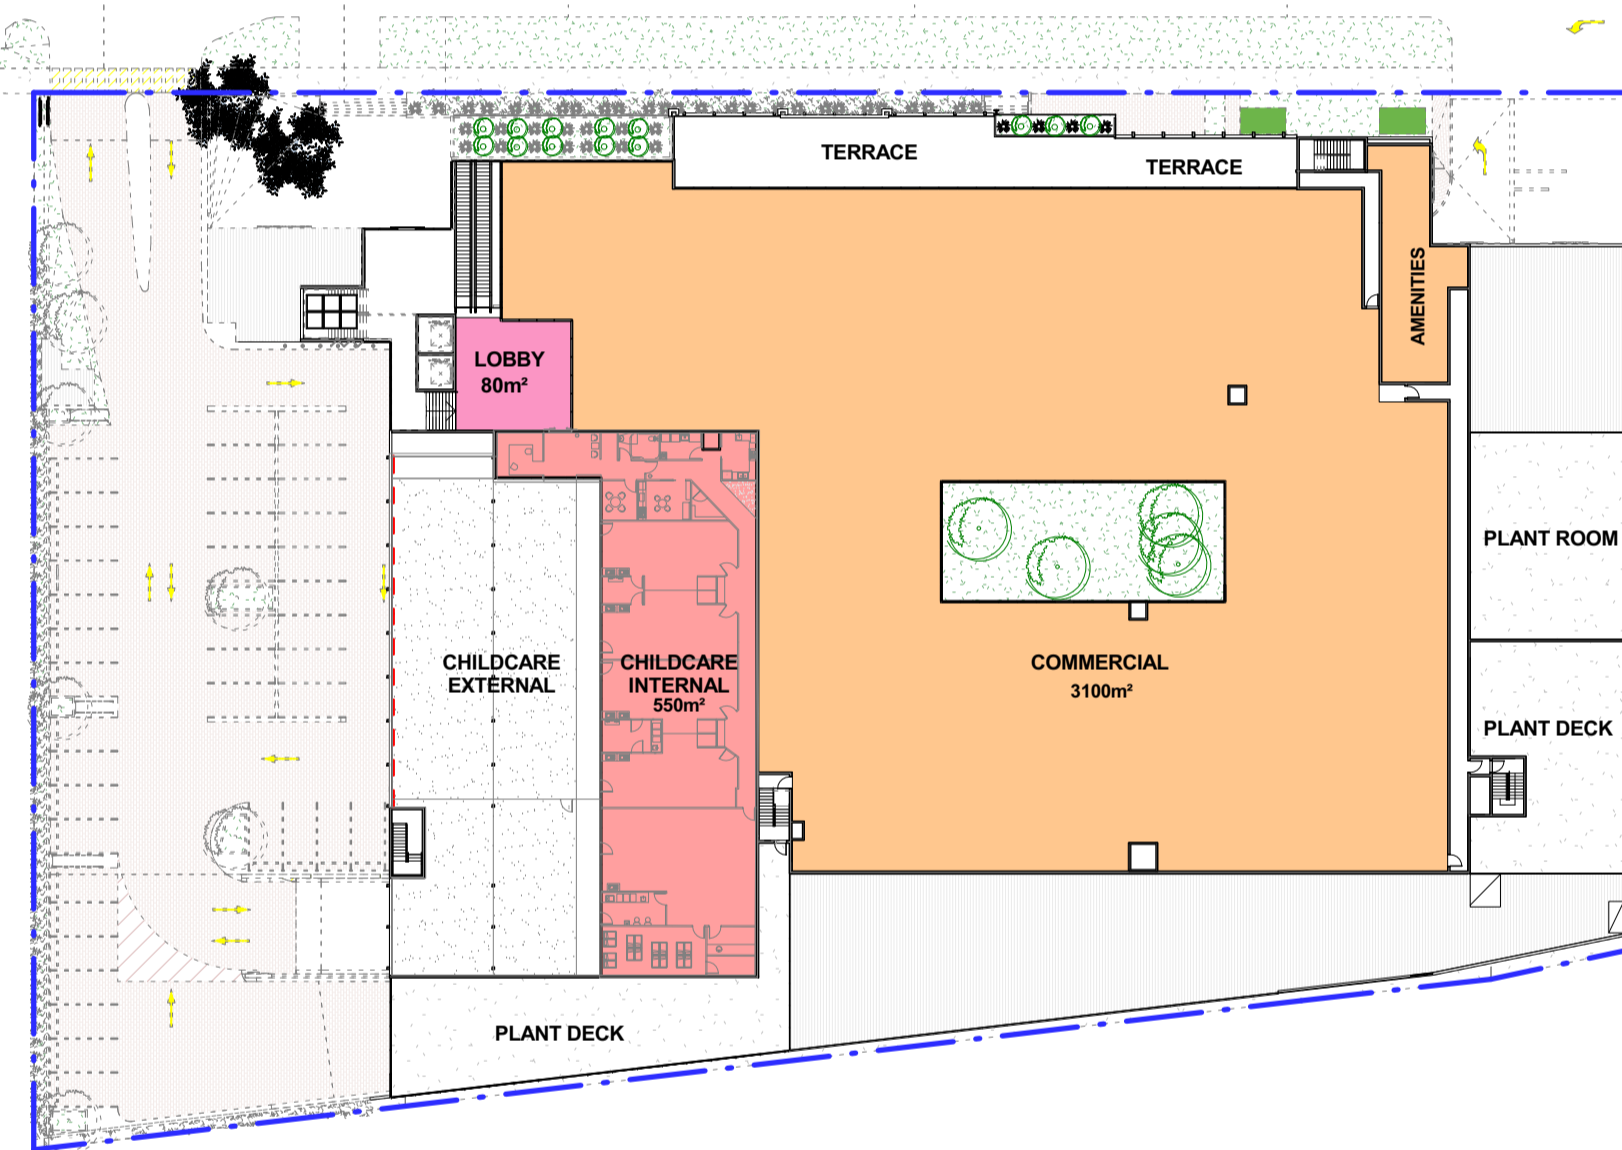 TERRACE
TERRACE
AMENITIES
LOBBY
80m²
PLANT ROOM
CHILDCARE
EXTERNAL
CHILDCARE
INTERNAL
550m²
COMMERCIAL
3100m²
PLANT DECK
PLANT DECK